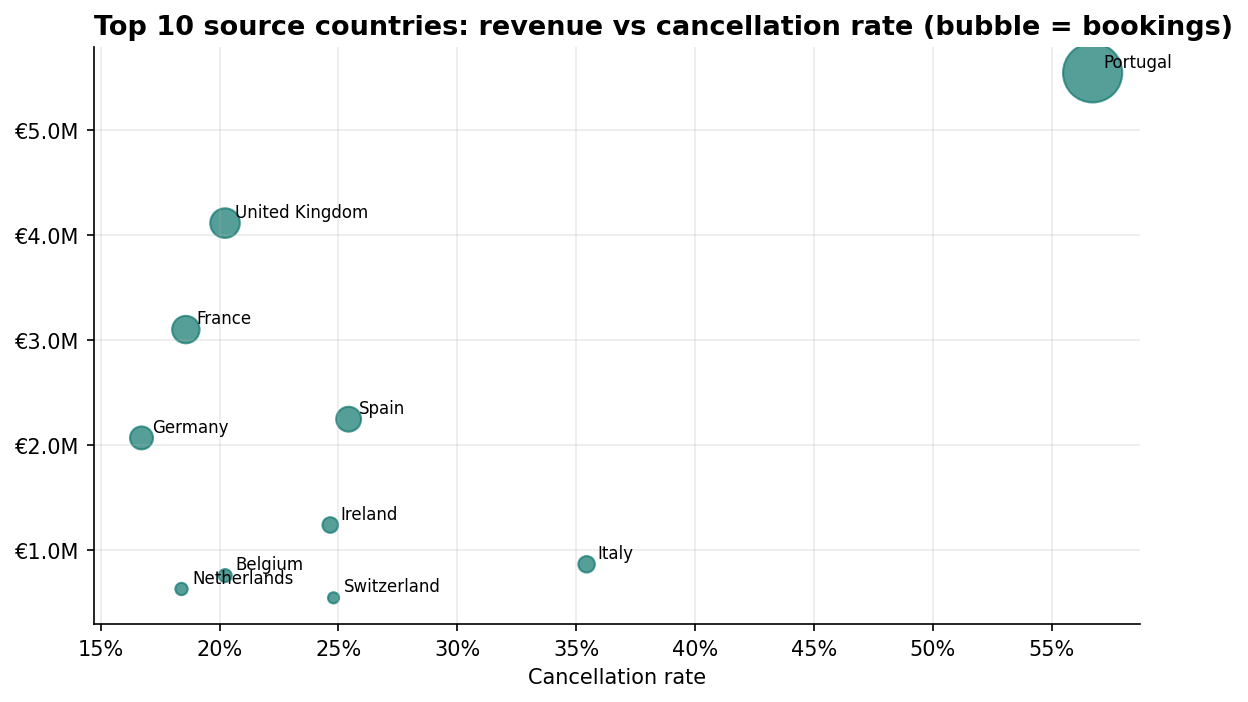 Top 10 source countries: revenue vs cancellation rate (bubble = bookings)
Portugal
€5.0M
United Kingdom
€4.0M
France
€3.0M
Spain
Germany
€2.0M
Ireland
€1.0M
Italy
Belgium
Netherlands
Switzerland
15% 20% 25% 30% 35% 40% 45% 50% 55%
Cancellation rate